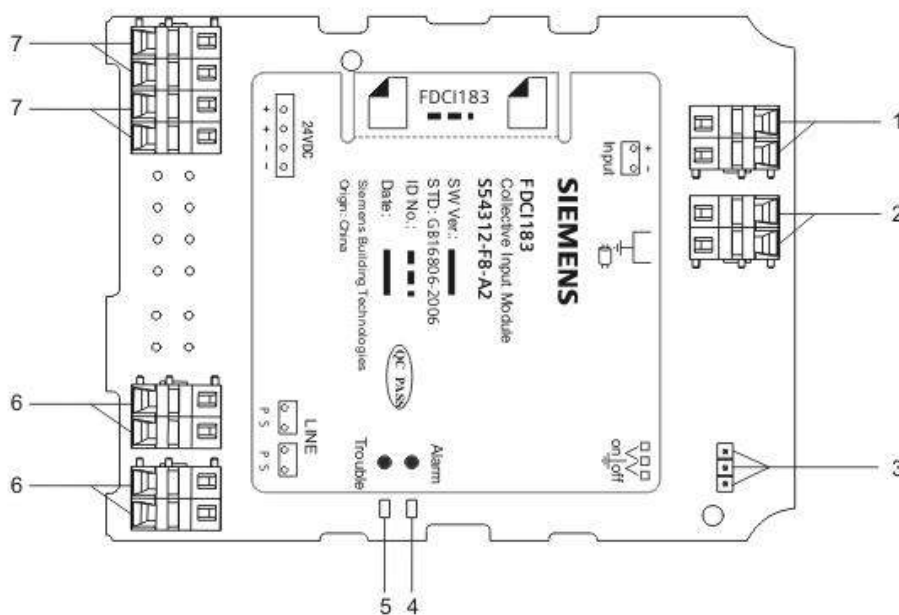 7
7
6
6
5
4
1
2
3
FDCI183
24VDC
+ + - -
Input
+ -
SIEMENS
FDCI183
Collective Input Module
S54312-F8-A2
SW Ver.:
STD: GB16806-2006
ID No.:
Date:
Siemens Building Technologies
Origin: China
QC PASS
LINE
P S
P S
Trouble
Alarm
on off